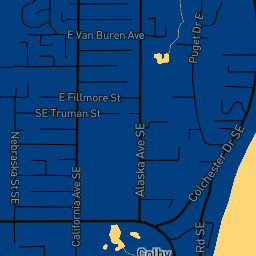 E Van Buren Ave
Puget Dr E
E Fillmore St
SE Truman St
Nebraska St SE
California Ave SE
Alaska Ave SE
Colchester Dr SE
Rd SE
Colby